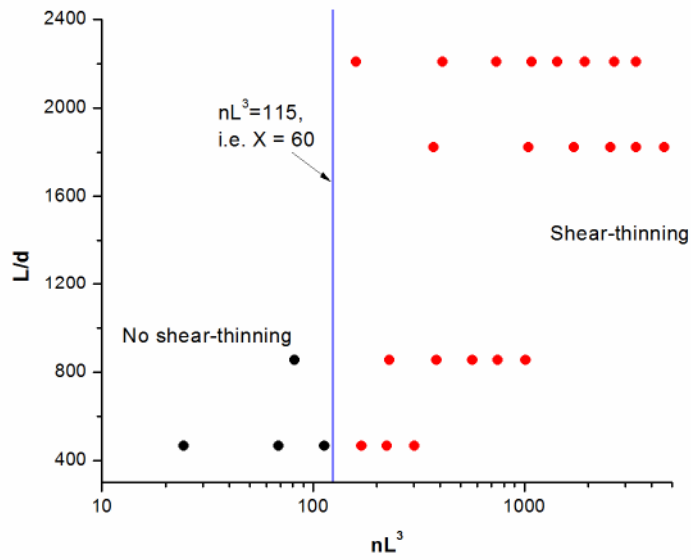 2400
2000
1600
1200
800
400
L/d
nL³=115,
i.e. X = 60
Shear-thinning
No shear-thinning
10
100
1000
nL³